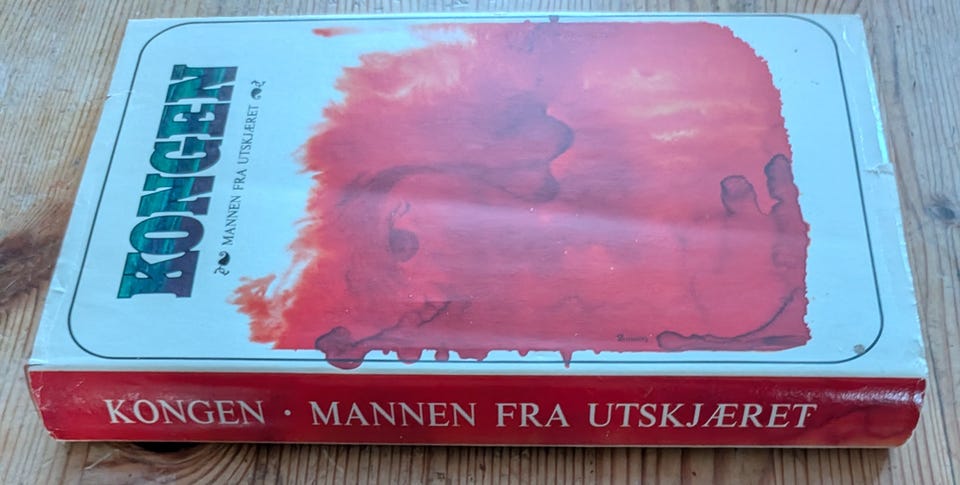 KONGEN
MANNEN FRA UTSKJÆRET
KONGEN · MANNEN FRA UTSKJÆRET